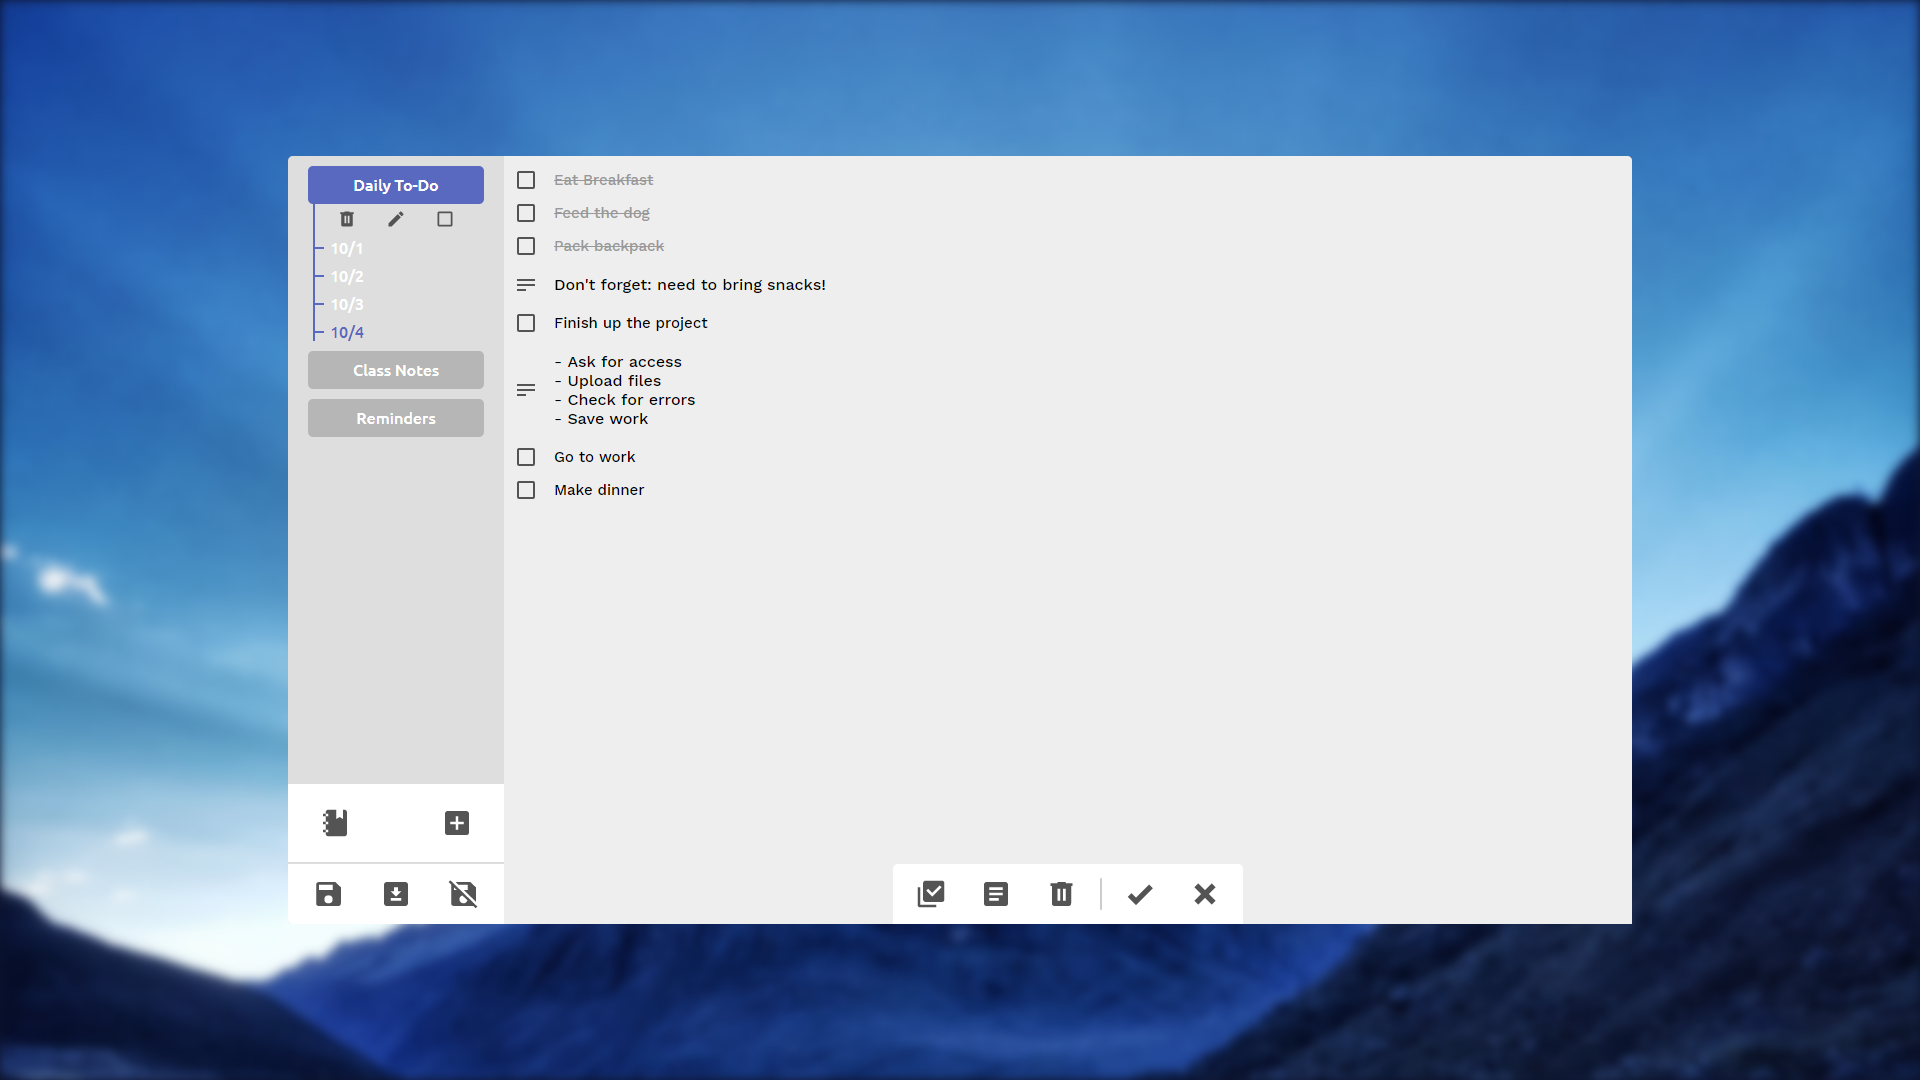 Daily To-Do
10/1
10/2
10/3
10/4
Class Notes
Reminders
Eat Breakfast
Feed the dog
Pack backpack
Don't forget: need to bring snacks!
Finish up the project
- Ask for access
- Upload files
- Check for errors
- Save work
Go to work
Make dinner